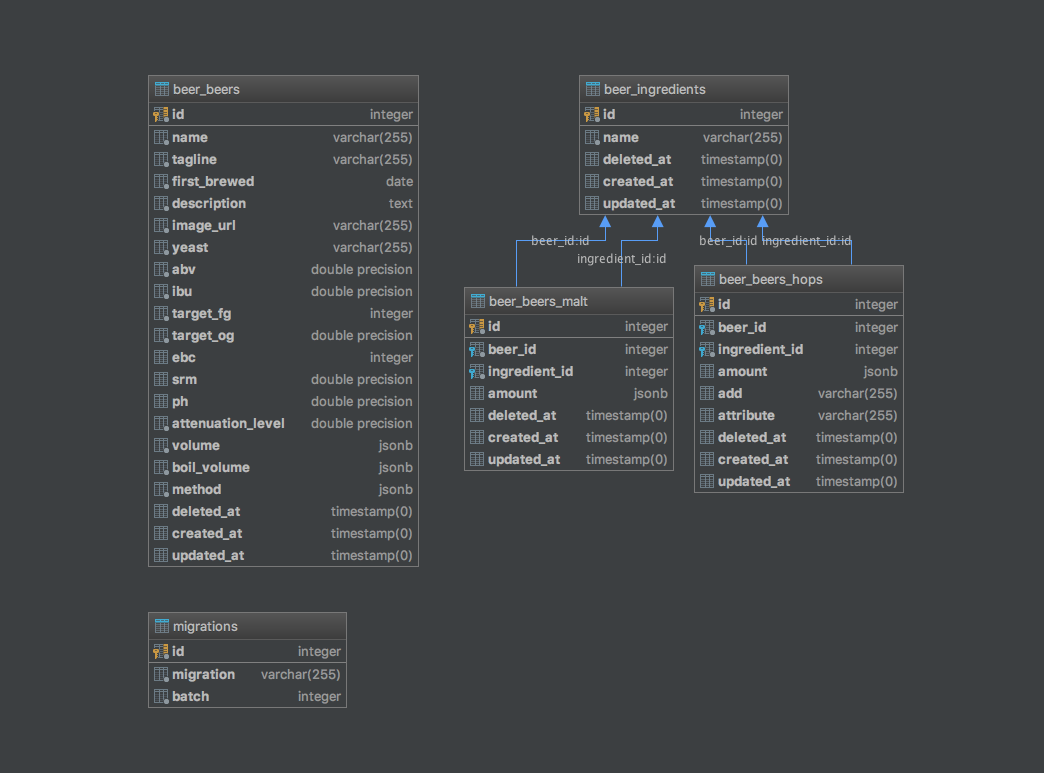 beer_beers
id integer
name varchar(255)
tagline varchar(255)
first_brewed date
description text
image_url varchar(255)
yeast varchar(255)
abv double precision
ibu double precision
target_fg integer
target_og double precision
ebc integer
srm double precision
ph double precision
attenuation_level double precision
volume jsonb
boil_volume jsonb
method jsonb
deleted_at timestamp(0)
created_at timestamp(0)
updated_at timestamp(0)
beer_ingredients
id integer
name varchar(255)
deleted_at timestamp(0)
created_at timestamp(0)
updated_at timestamp(0)
beer_id:id
ingredient_id:id
beer_id:id
ingredient_id:id
beer_beers_malt
id integer
beer_id integer
ingredient_id integer
amount jsonb
deleted_at timestamp(0)
created_at timestamp(0)
updated_at timestamp(0)
beer_beers_hops
id integer
beer_id integer
ingredient_id integer
amount jsonb
add varchar(255)
attribute varchar(255)
deleted_at timestamp(0)
created_at timestamp(0)
updated_at timestamp(0)
migrations
id integer
migration varchar(255)
batch integer